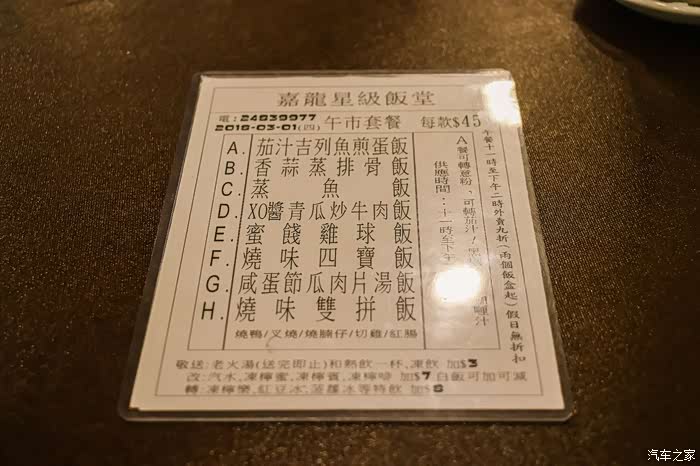 嘉龍星級飯堂
電:24839977
2018-03-01(四) 午市套餐 每款$45
A. 茄汁吉列魚煎蛋飯
B. 香蒜蒸排骨飯
C. 蒸魚飯
D. XO醬青瓜炒牛肉飯
E. 蜜餞雞球飯
F. 燒味四寶飯
G. 咸蛋節瓜肉片湯飯
H. 燒味雙拼飯
燒鴨/叉燒/燒腩仔/切雞/紅腸
A餐可轉意粉,可轉茄汁/黑
汁
供應時間:十一時至下午
午餐十一時至下午二時外賣九折(兩個飯盒起)假日無折扣
敬送:老火湯(送完即止)和熱飲一杯,凍飲 加$3
改:汽水,凍檸蜜,凍檸賓,凍檸啡 加$7 白飯可加可減
轉:凍檸樂,紅豆冰,菠蘿冰等特飲 加$8
汽车之家